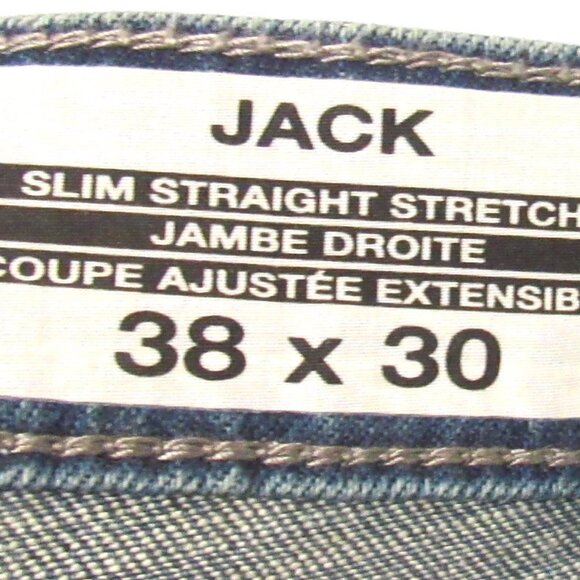 JACK
SLIM STRAIGHT STRETCH
JAMBE DROITE
COUPE AJUSTÉE EXTENSIB
38 x 30